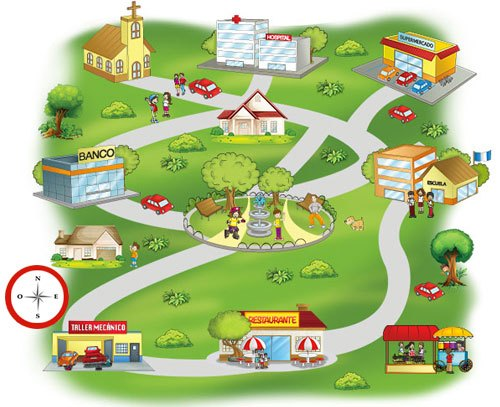 HOSPITAL
SUPERMERCADO
BANCO
ESCUELA
N
O E
S
TALLER MECÁNICO
RESTAURANTE